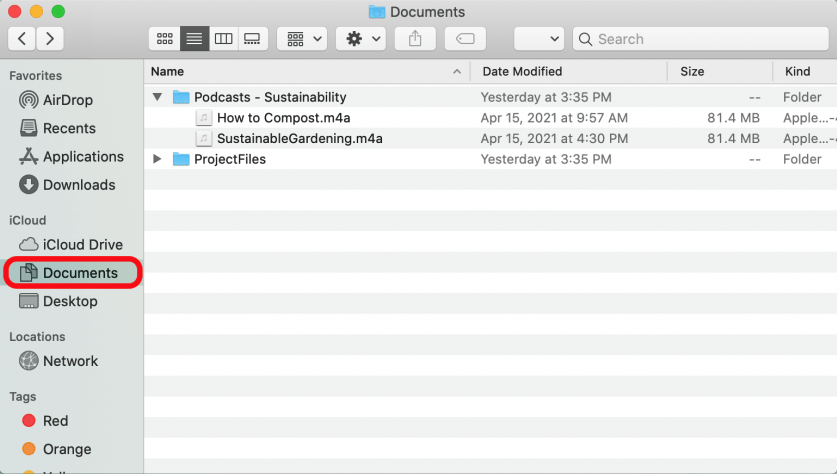 Documents
Search
Favorites
AirDrop
Recents
Applications
Downloads
iCloud
iCloud Drive
Documents
Desktop
Locations
Network
Tags
Red
Orange
Name Date Modified Size Kind
Podcasts - Sustainability Yesterday at 3:35 PM -- Folder
How to Compost.m4a Apr 15, 2021 at 9:57 AM 81.4 MB Apple...-4
SustainableGardening.m4a Apr 15, 2021 at 4:30 PM 81.4 MB Apple...-4
ProjectFiles Yesterday at 3:35 PM -- Folder